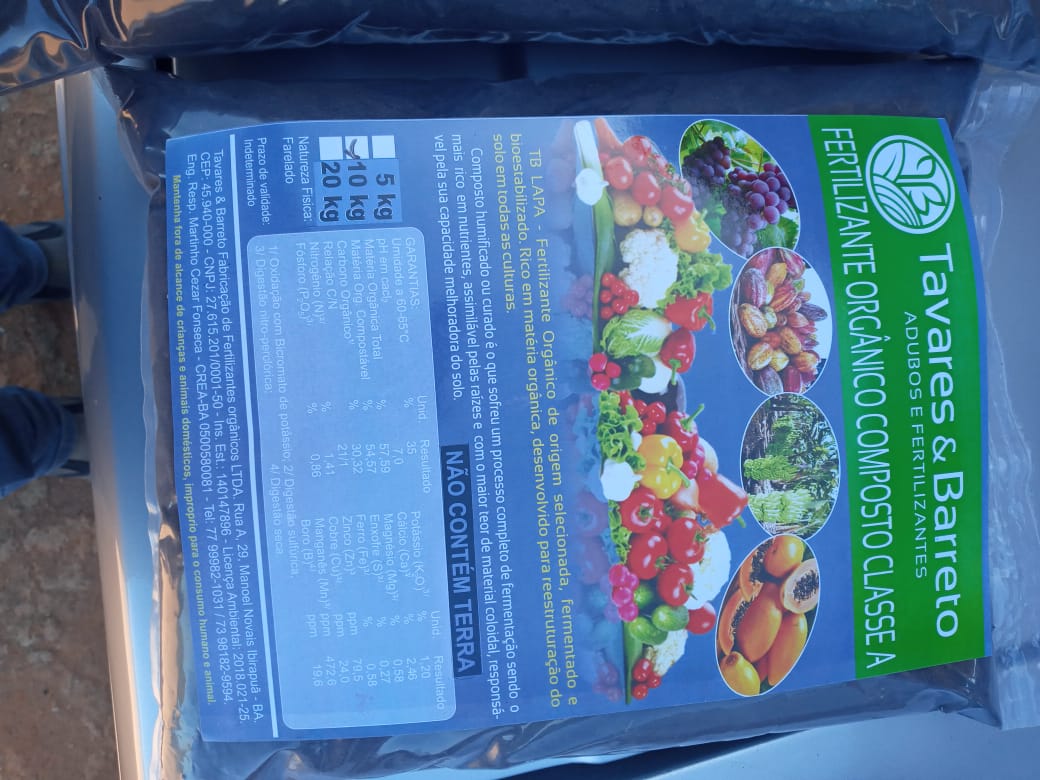 TB
Tavares & Barreto
ADUBOS E FERTILIZANTES
FERTILIZANTE ORGÂNICO COMPOSTO CLASSE A
TB LAPA - Fertilizante Orgânico de origem selecionada, fermentado e
bioestabilizado. Rico em matéria orgânica, desenvolvido para reestruturação do
solo em todas as culturas.
Composto humificado ou curado é o que sofreu um processo completo de fermentação sendo o
mais rico em nutrientes, assimilável pelas raízes e com o maior teor de material coloidal, responsá-
vel pela sua capacidade melhoradora do solo.
NÃO CONTÉM TERRA
5 kg
10 kg
20 kg
Natureza Física:
Farelado
Prazo de validade:
Indeterminado
GARANTAS: Unid. Resultado
Umidade a 60-65°C % 35
pH em cacl₂ 7,0
Matéria Orgânica Total % 57,59
Matéria Org. Compostável % 54,57
Carbono Orgânico 30,32
Relação C/N 21/1
Nitrogênio (N) % 1,41
Fósforo (P₂O₅) % 0,86
Unid. Resultado
Potássio (K₂O) % 1,20
Cálcio (Ca) % 2,46
Magnésio (Mg) % 0,58
Enxofre (S) % 0,27
Ferro (Fe) % 0,58
Zinco (Zn) ppm 70,5
Cobre (Cu) ppm 24,0
Manganês (Mn) ppm 472,6
Boro (B) ppm 19,6
1/ Oxidação com Bicromato de potássio; 2/ Digestão sulfúrica
3/ Digestão nitro-perclórica; 4/ Digestão seca
Tavares & Barreto Fabricação de Fertilizantes orgânicos LTDA. Rua A, 29, Manoel Novais Ibirapuã - BA.
CEP- 45.940-000 - CNPJ: 27.615.201/0001-50 - Ins. Est.: 140147896 - Licença Ambiental: 2018.021-25.
Eng. Resp. Martinho Cezar Fonseca - CREA-BA 0500580081 - Tel: 77 99982-1031 / 73 98182-9594.
Mantenha fora de alcance de crianças e animais domésticos, improprio para o consumo humano e animal.